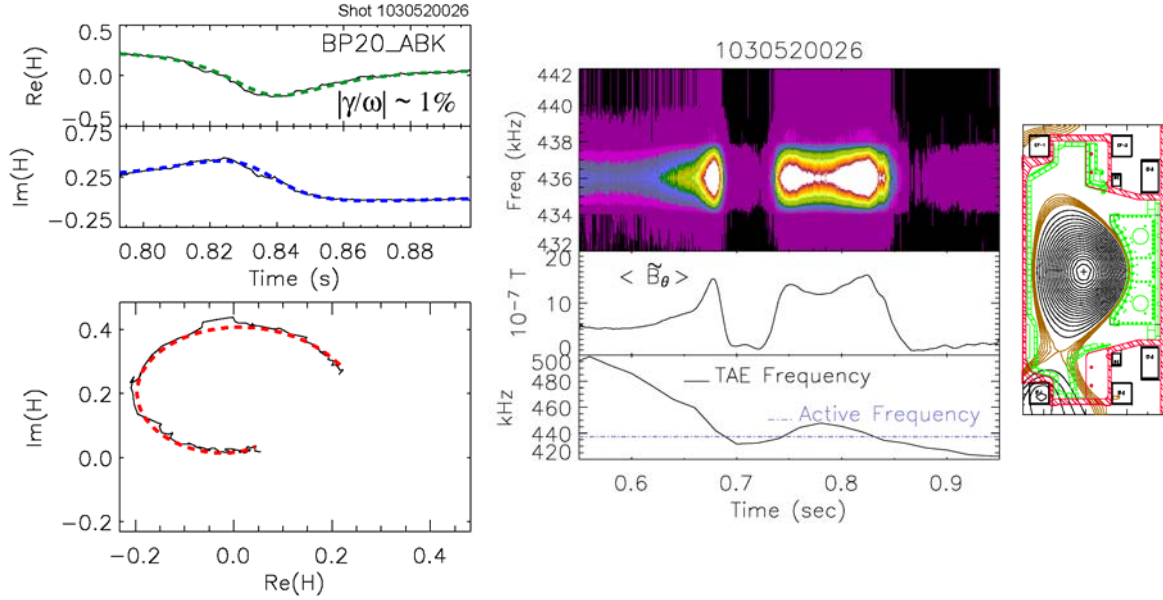 Shot 1030520026
0.5
0.0
-0.5
Re(H)
BP20_ABK
|γ/ω| ~ 1%
0.75
0.25
-0.25
Im(H)
0.80 0.82 0.84 0.86 0.88
Time (s)
0.4
0.2
0.0
-0.2
Im(H)
-0.2 0.0 0.2 0.4
Re(H)
1030520026
442
440
438
436
434
432
Freq (kHz)
20
10
0
10⁻⁷ T
< B̃θ >
500
480
460
440
420
kHz
TAE Frequency
Active Frequency
0.6 0.7 0.8 0.9
Time (sec)